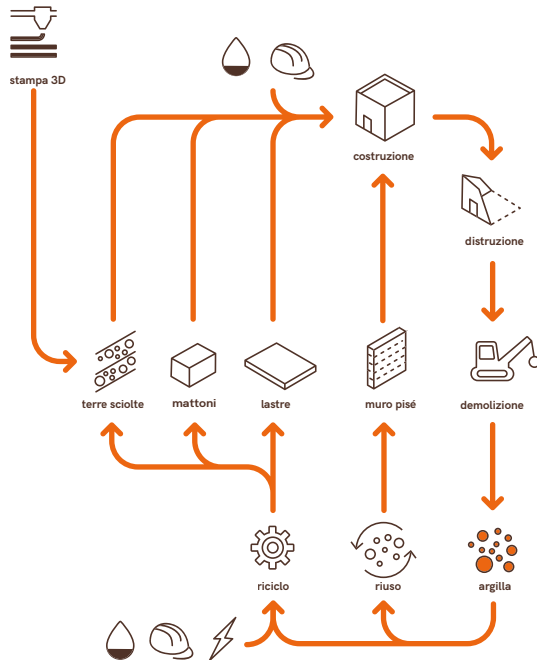 stampa 3D
costruzione
distruzione
terre sciolte
mattoni
lastre
muro pisé
demolizione
riciclo
riuso
argilla